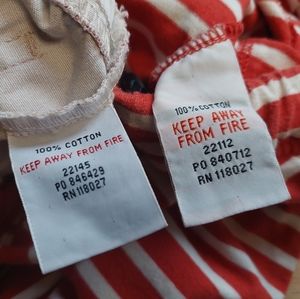 100% COTTON
KEEP AWAY FROM FIRE
22145
PO 846429
RN 118027
100% COTTON
KEEP AWAY
FROM FIRE
22112
PO 840712
RN 118027